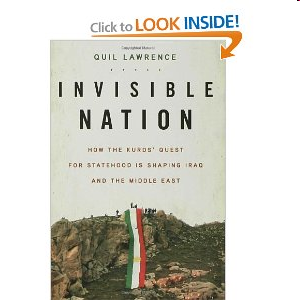 Click to LOOK INSIDE!
QUIL LAWRENCE
INVISIBLE
NATION
HOW THE KURDS' QUEST
FOR STATEHOOD IS SHAPING IRAQ
AND THE MIDDLE EAST